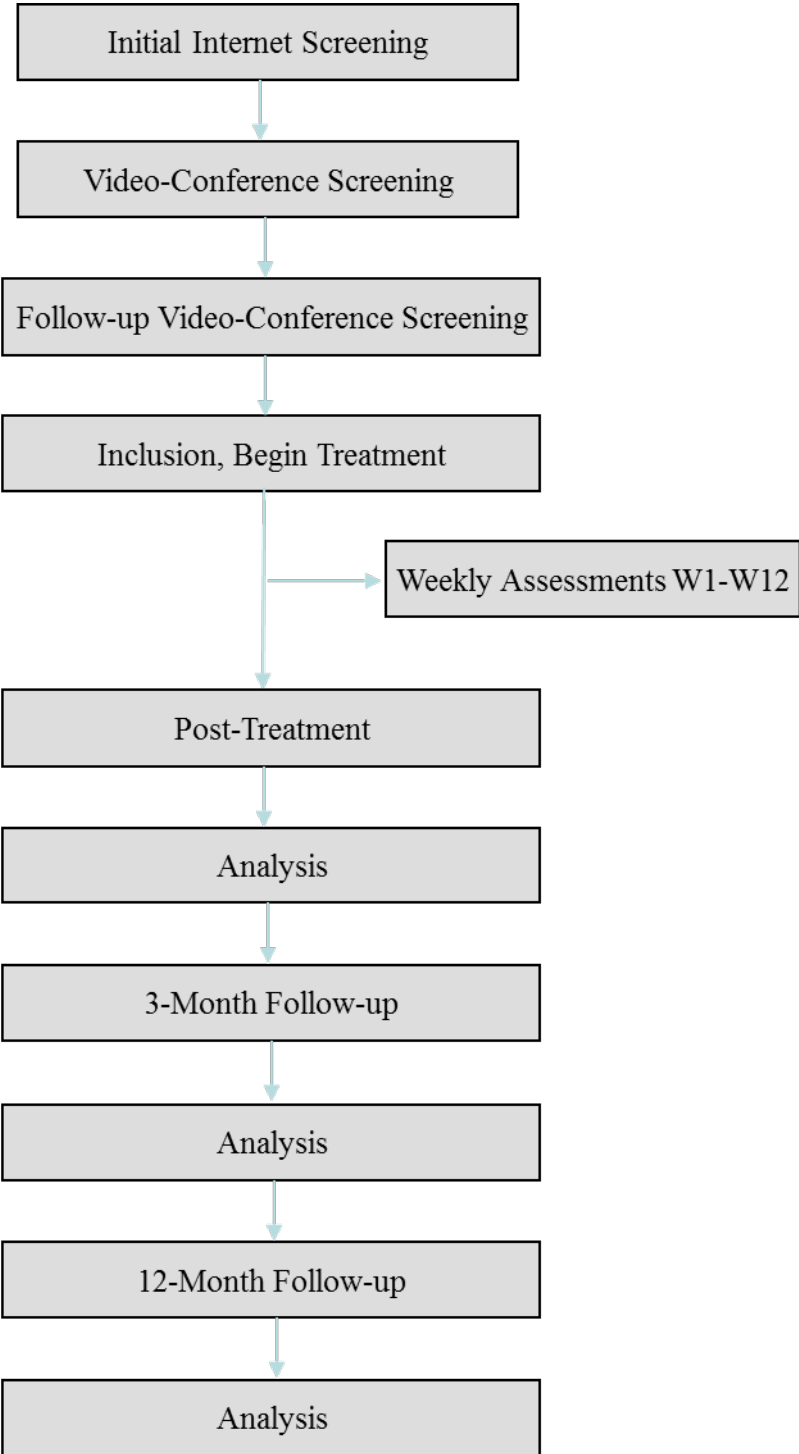 Initial Internet Screening
Video-Conference Screening
Follow-up Video-Conference Screening
Inclusion, Begin Treatment
Weekly Assessments W1-W12
Post-Treatment
Analysis
3-Month Follow-up
Analysis
12-Month Follow-up
Analysis